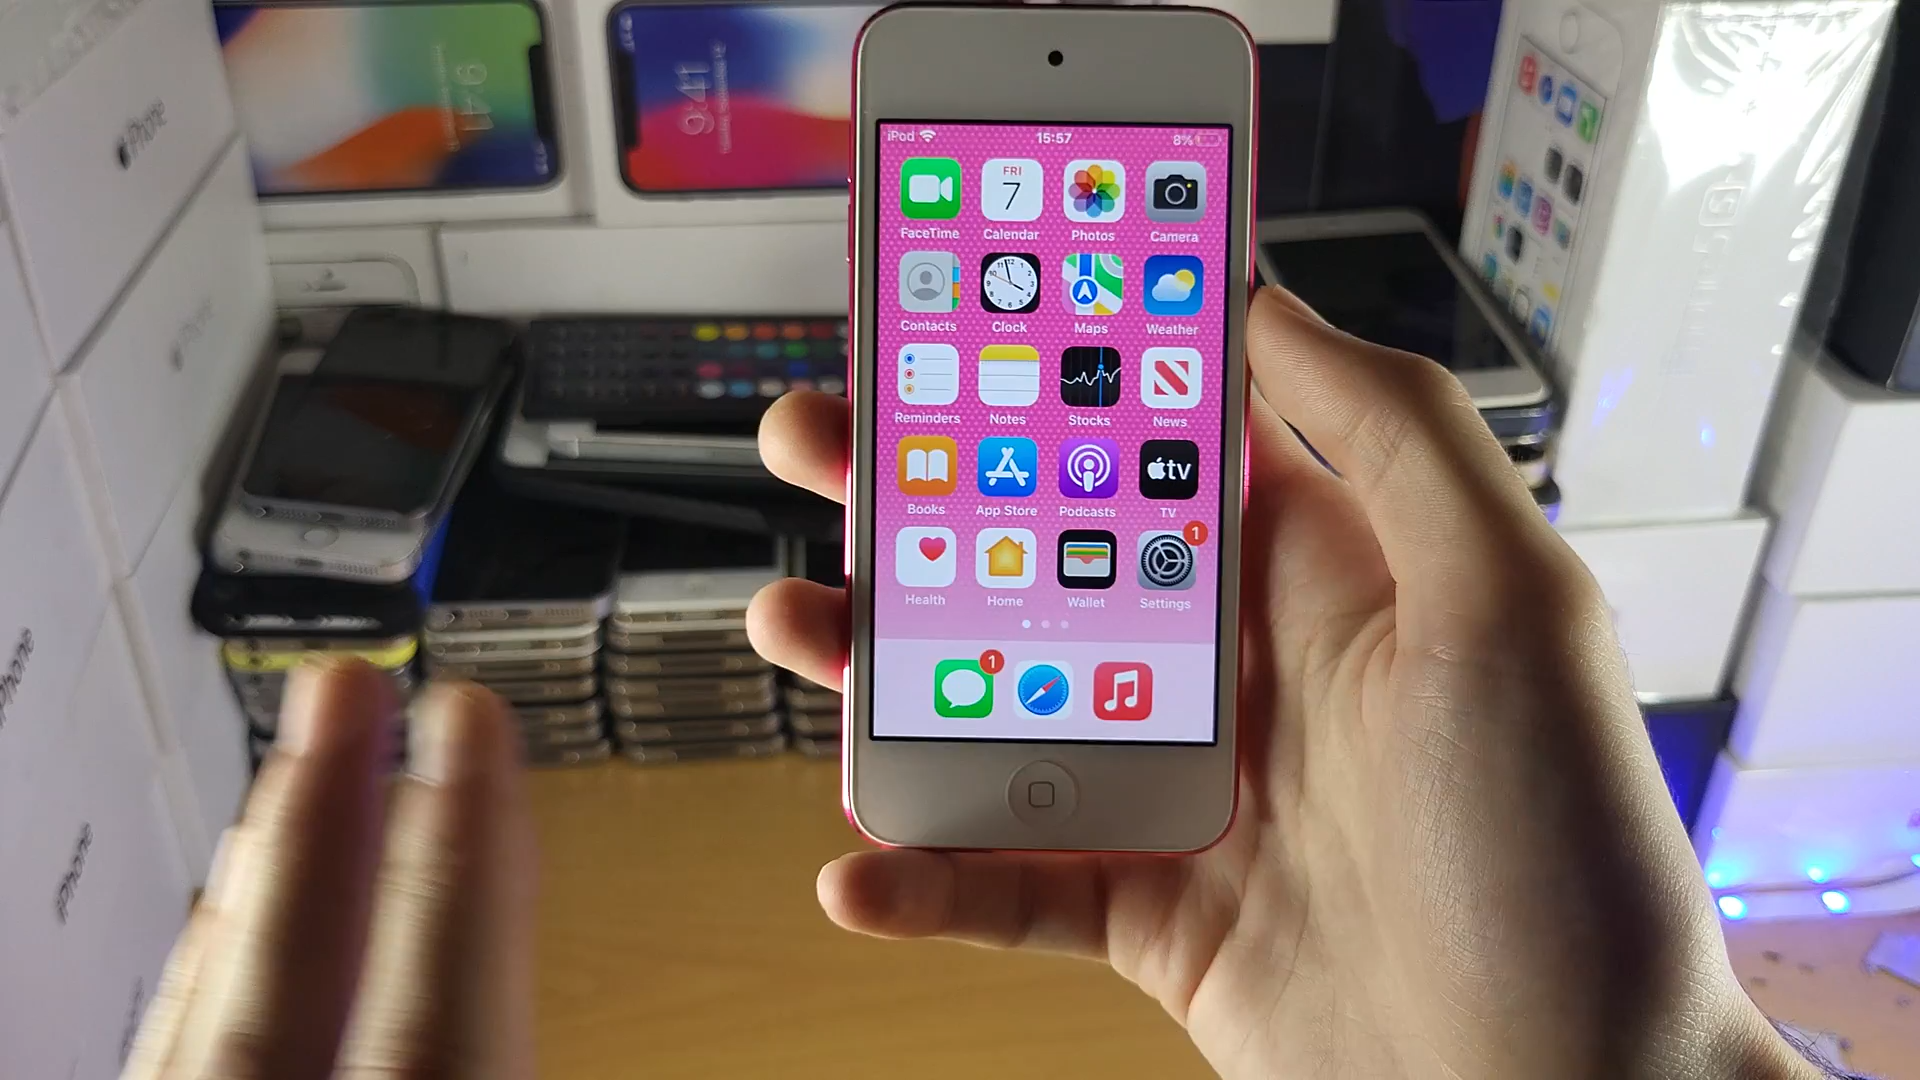 iPod 15:57 8%
FRI
7
FaceTime Calendar Photos Camera
Contacts Clock Maps Weather
Reminders Notes Stocks News
tv
Books App Store Podcasts TV
1
Health Home Wallet Settings
1
iPhone
iPhone
iPhone
iPhone
9:41
9:41